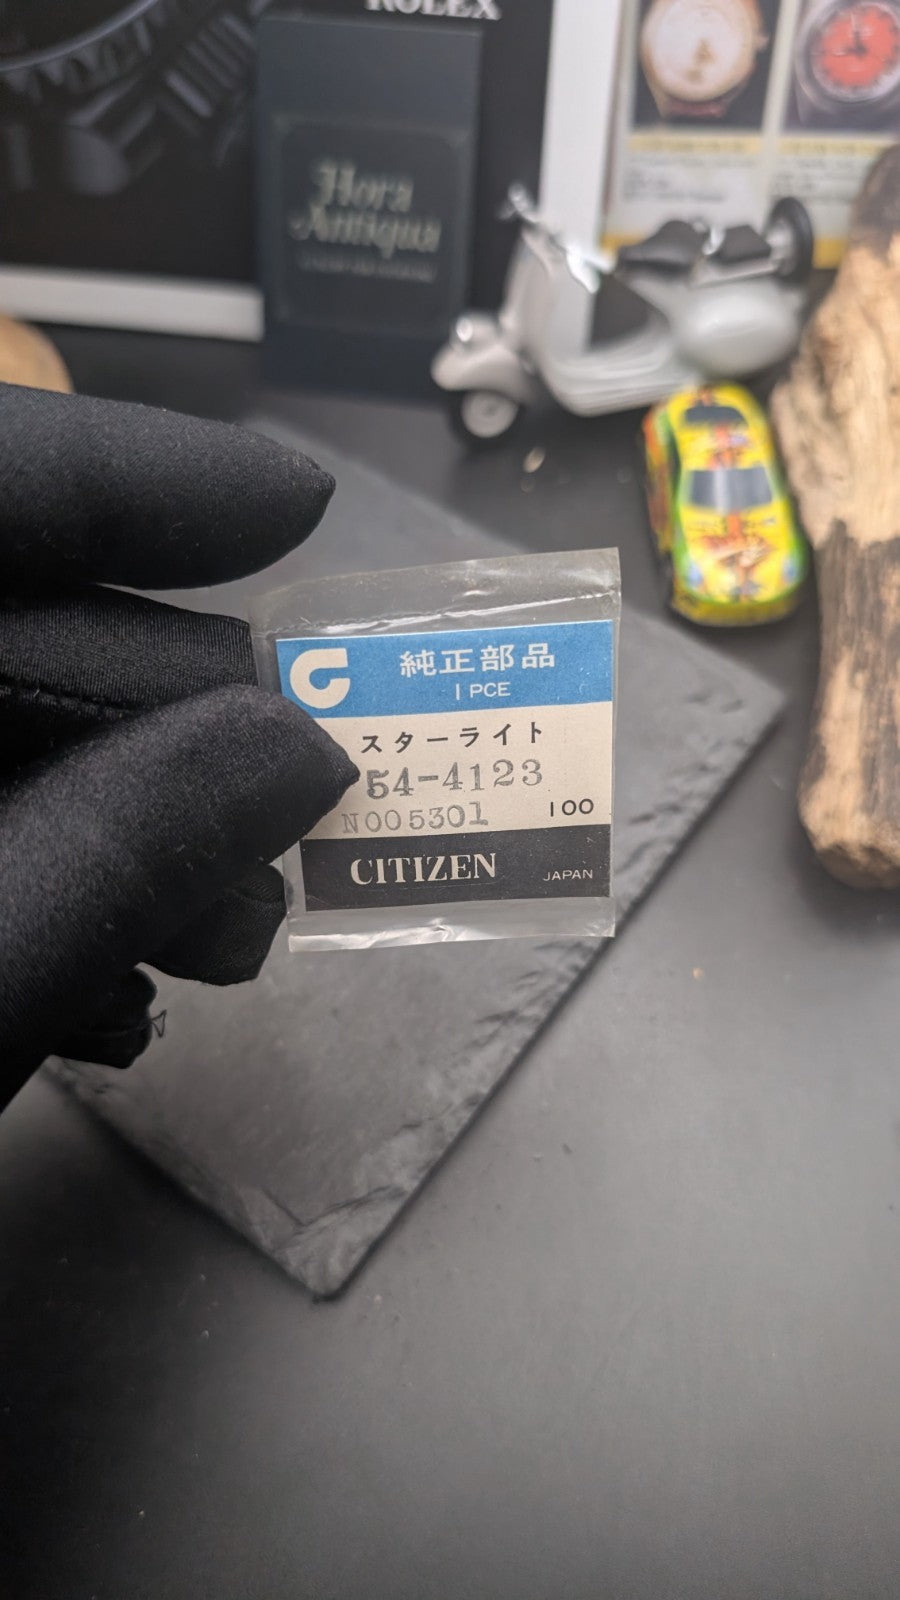 ROLEX
Hora
Antiqua
純正部品
1 PCE
スターライト
54-4123
N005301
100
CITIZEN
JAPAN